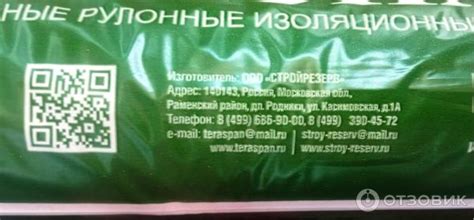 НЫЕ РУЛОННЫЕ ИЗОЛЯЦИОННЫ
Изготовитель: ООО «СТРОЙРЕЗЕРВ»
Адрес: 140143, Россия, Московская обл.,
Раменский район, дп. Родники, ул. Касимовская, д.1А
Телефон: 8 (499) 686-90-00, 8 (499) 390-45-72
e-mail: teraspan@mail.ru | stroy-reserv@mail.ru
www.teraspan.ru | www.stroy-reserv.ru
ОТЗОВИК